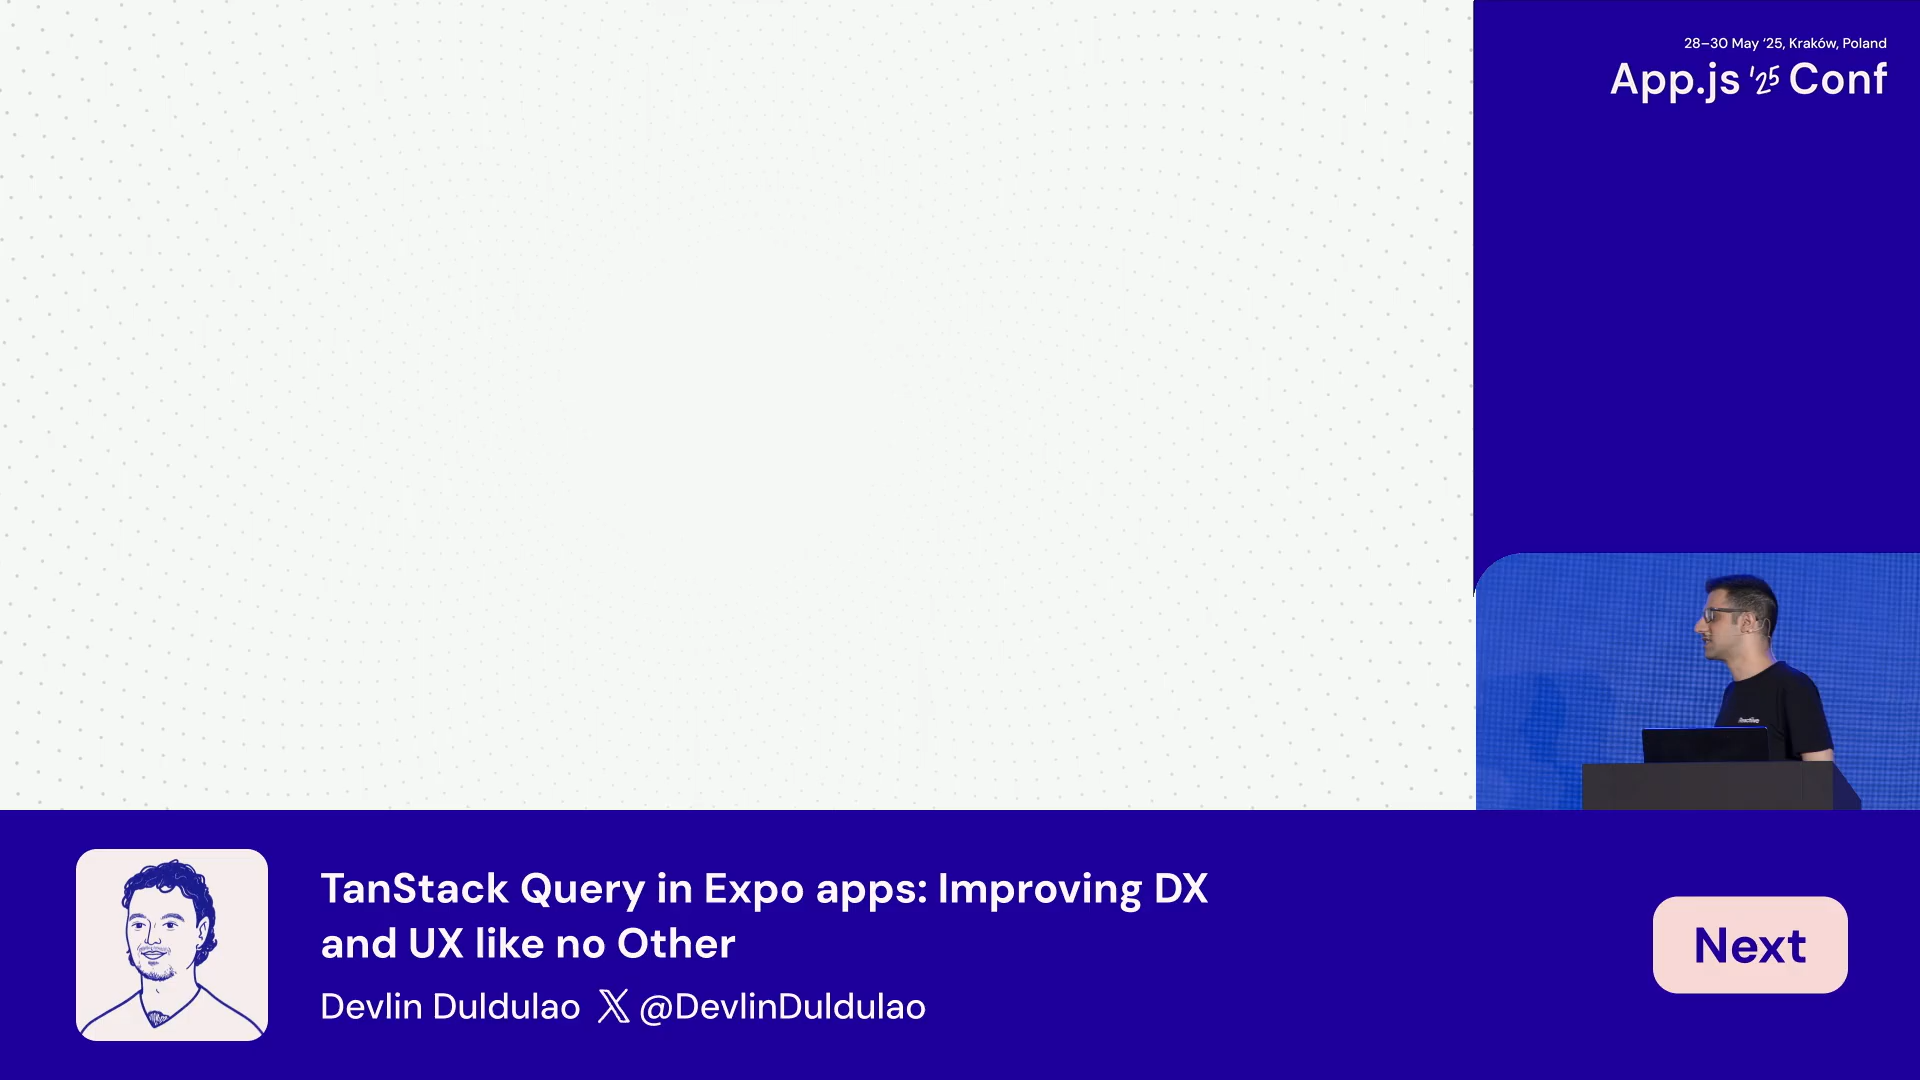 28–30 May '25, Kraków, Poland
App.js '25 Conf
TanStack Query in Expo apps: Improving DX
and UX like no Other
Devlin Duldulao 𝕏 @DevlinDuldulao
Next